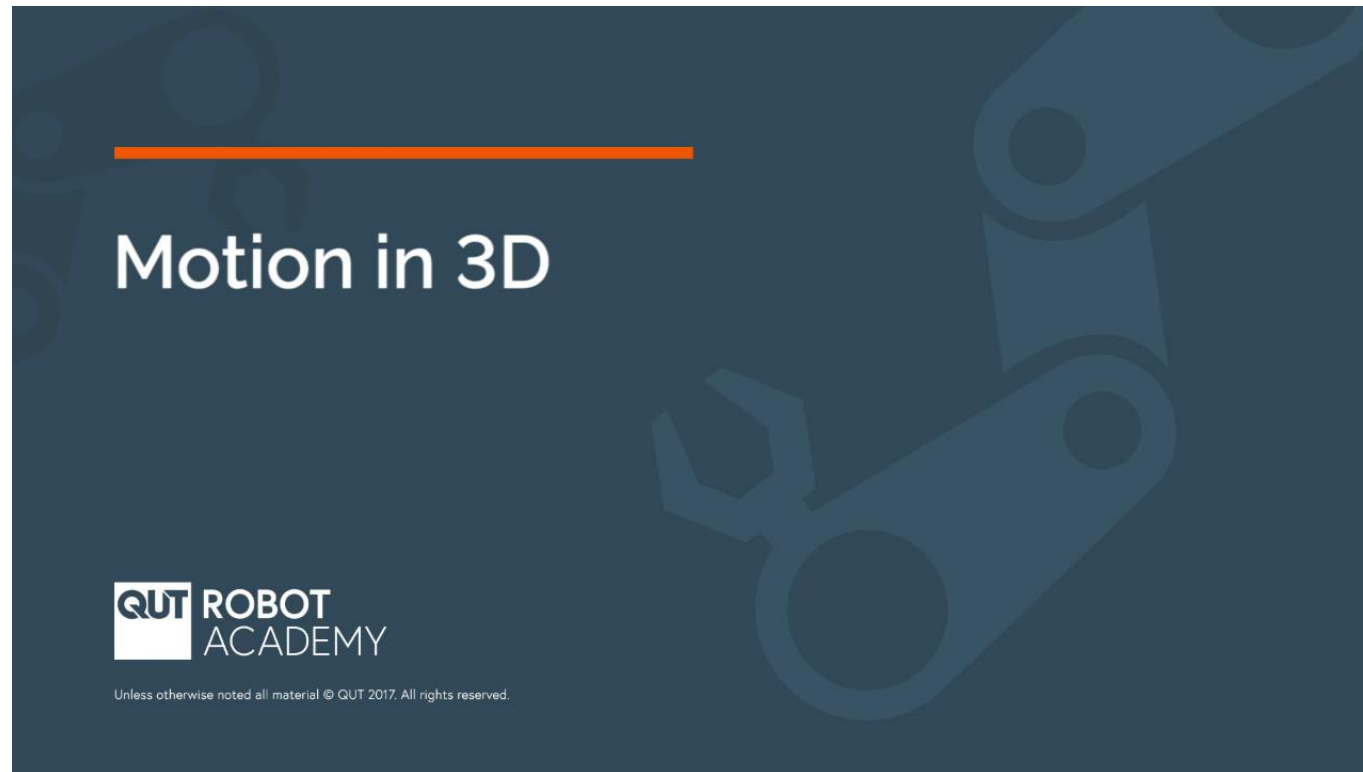 Motion in 3D
QUT ROBOT
ACADEMY
Unless otherwise noted all material © QUT 2017. All rights reserved.